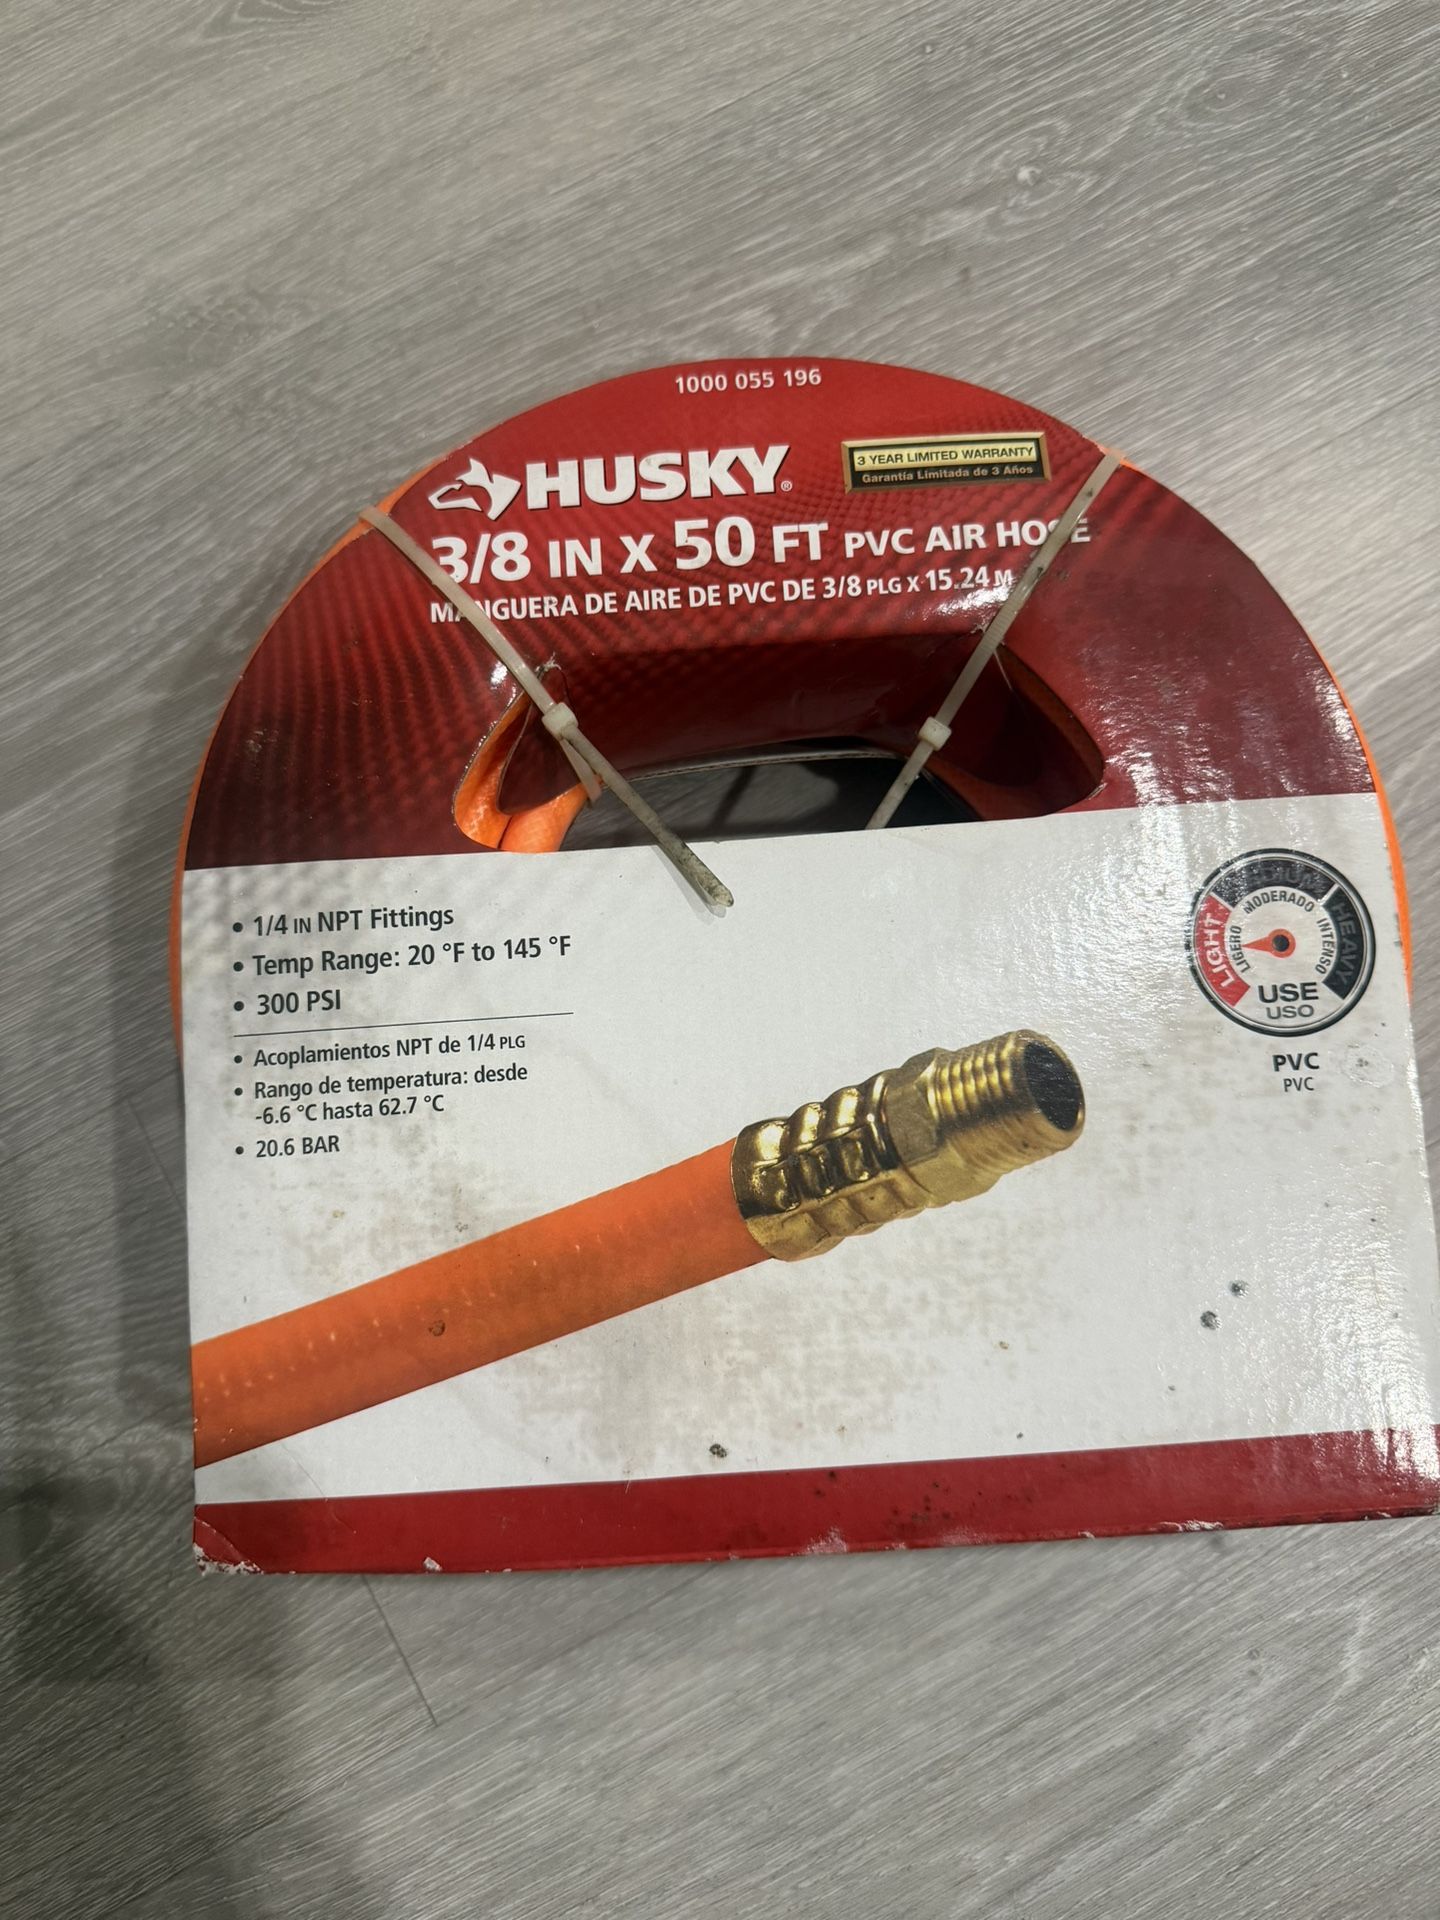 1000 055 196
HUSKY®
3 YEAR LIMITED WARRANTY
Garantía Limitada de 3 Años
3/8 IN X 50 FT PVC AIR HOSE
MANGUERA DE AIRE DE PVC DE 3/8 PLG X 15.24 M
• 1/4 IN NPT Fittings
• Temp Range: 20 °F to 145 °F
• 300 PSI
• Acoplamientos NPT de 1/4 PLG
• Rango de temperatura: desde
-6.6 °C hasta 62.7 °C
• 20.6 BAR
LIGHT
MEDIUM
HEAVY
LIGERO
MODERADO
INTENSO
USE
USO
PVC
PVC